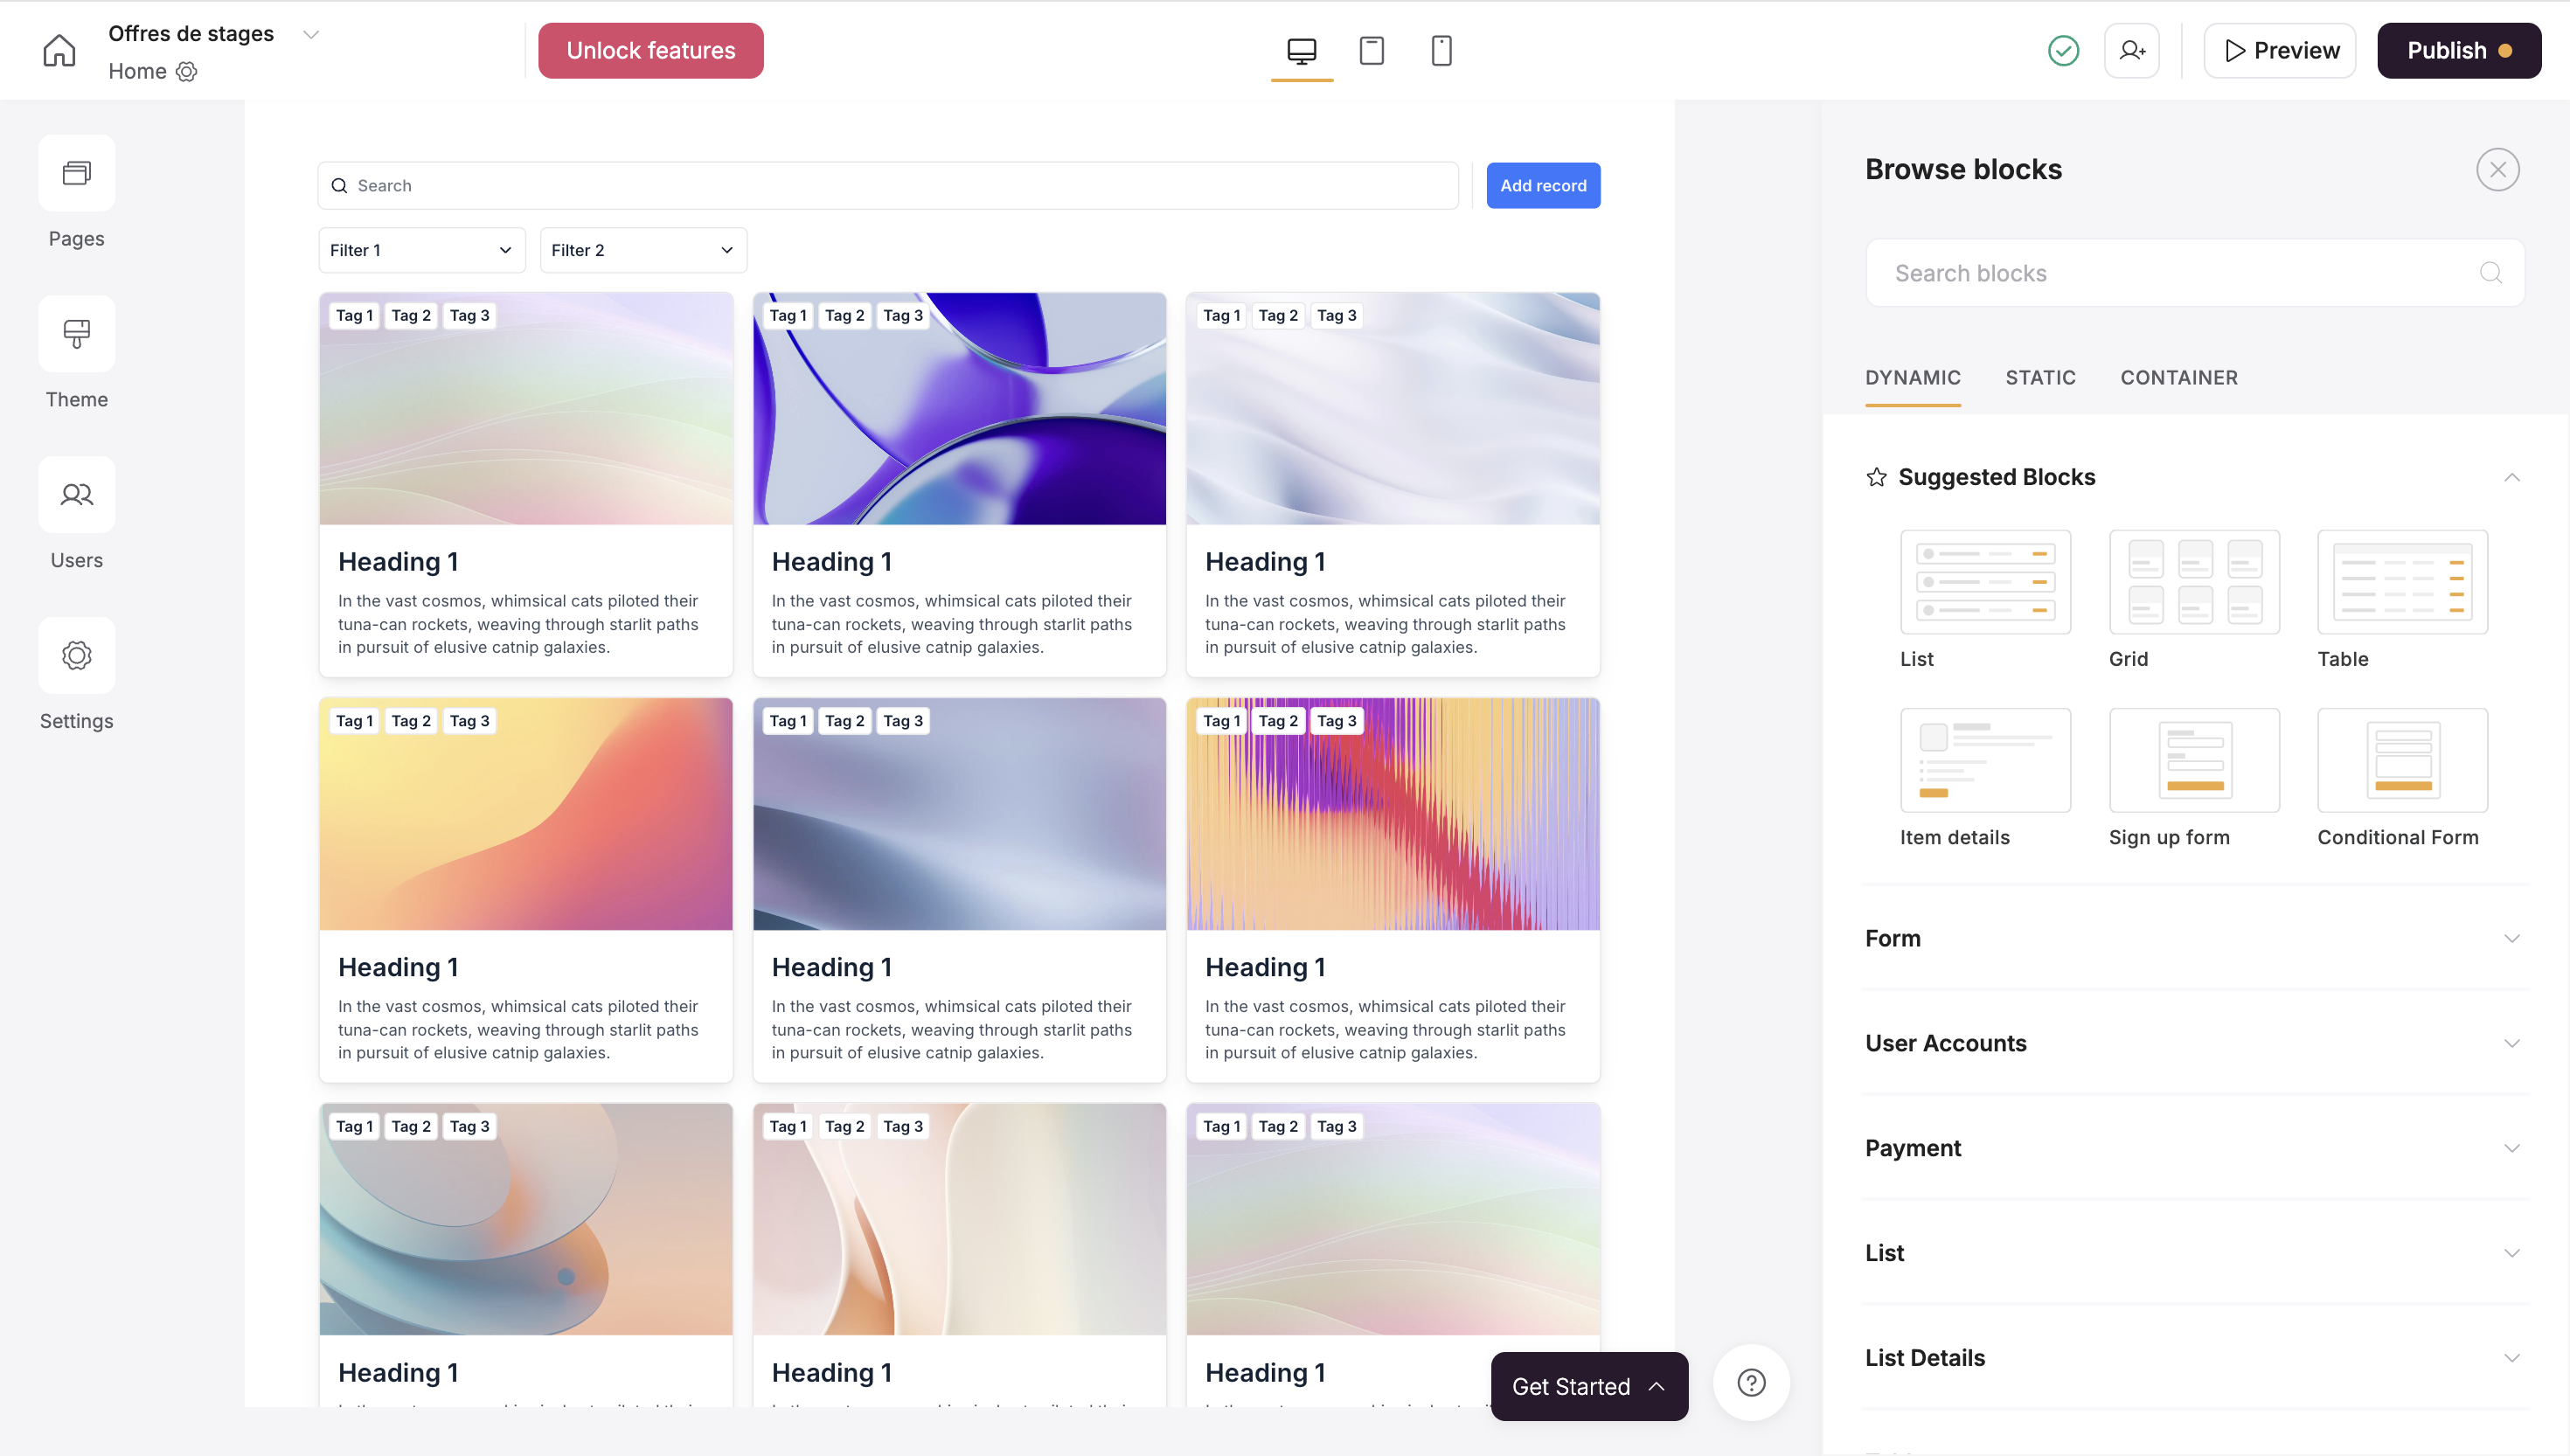 Offres de stages
Home
Unlock features
Preview
Publish
Pages
Theme
Users
Settings
Search
Add record
Filter 1
Filter 2
Tag 1 Tag 2 Tag 3
Heading 1
In the vast cosmos, whimsical cats piloted their
tuna-can rockets, weaving through starlit paths
in pursuit of elusive catnip galaxies.
Tag 1 Tag 2 Tag 3
Heading 1
In the vast cosmos, whimsical cats piloted their
tuna-can rockets, weaving through starlit paths
in pursuit of elusive catnip galaxies.
Tag 1 Tag 2 Tag 3
Heading 1
In the vast cosmos, whimsical cats piloted their
tuna-can rockets, weaving through starlit paths
in pursuit of elusive catnip galaxies.
Tag 1 Tag 2 Tag 3
Heading 1
In the vast cosmos, whimsical cats piloted their
tuna-can rockets, weaving through starlit paths
in pursuit of elusive catnip galaxies.
Tag 1 Tag 2 Tag 3
Heading 1
In the vast cosmos, whimsical cats piloted their
tuna-can rockets, weaving through starlit paths
in pursuit of elusive catnip galaxies.
Tag 1 Tag 2 Tag 3
Heading 1
In the vast cosmos, whimsical cats piloted their
tuna-can rockets, weaving through starlit paths
in pursuit of elusive catnip galaxies.
Tag 1 Tag 2 Tag 3
Heading 1
Tag 1 Tag 2 Tag 3
Heading 1
Tag 1 Tag 2 Tag 3
Heading 1
Get Started
Browse blocks
Search blocks
DYNAMIC
STATIC
CONTAINER
Suggested Blocks
List
Grid
Table
Item details
Sign up form
Conditional Form
Form
User Accounts
Payment
List
List Details